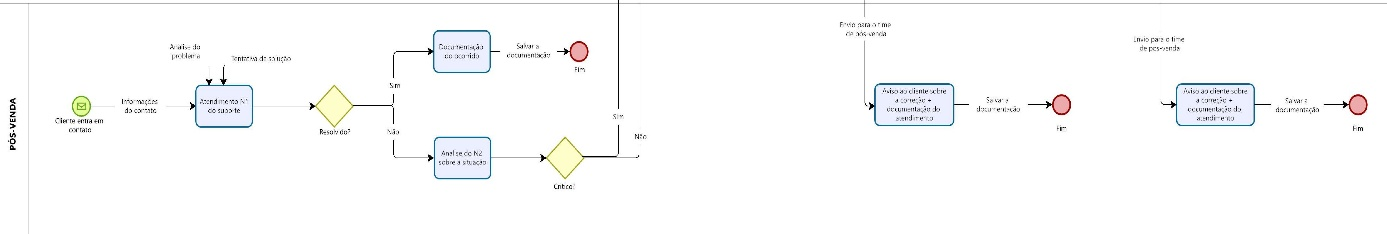 PÓS-VENDA
Cliente entra em
contato
Informações
do contato
Análise do
problema
Tentativa da solução
Atendimento N1
do suporte
Resolvido?
Sim
Não
Documentação
do ocorrido
Salvar a
documentação
Fim
Análise do N2
sobre a situação
Crítico?
Sim
Não
Envio para o time
de pós-venda
Aviso ao cliente sobre
a correção +
documentação do
atendimento
Salvar a
documentação
Fim
Envio para o time
de pós-venda
Aviso ao cliente sobre
a correção +
documentação do
atendimento
Salvar a
documentação
Fim